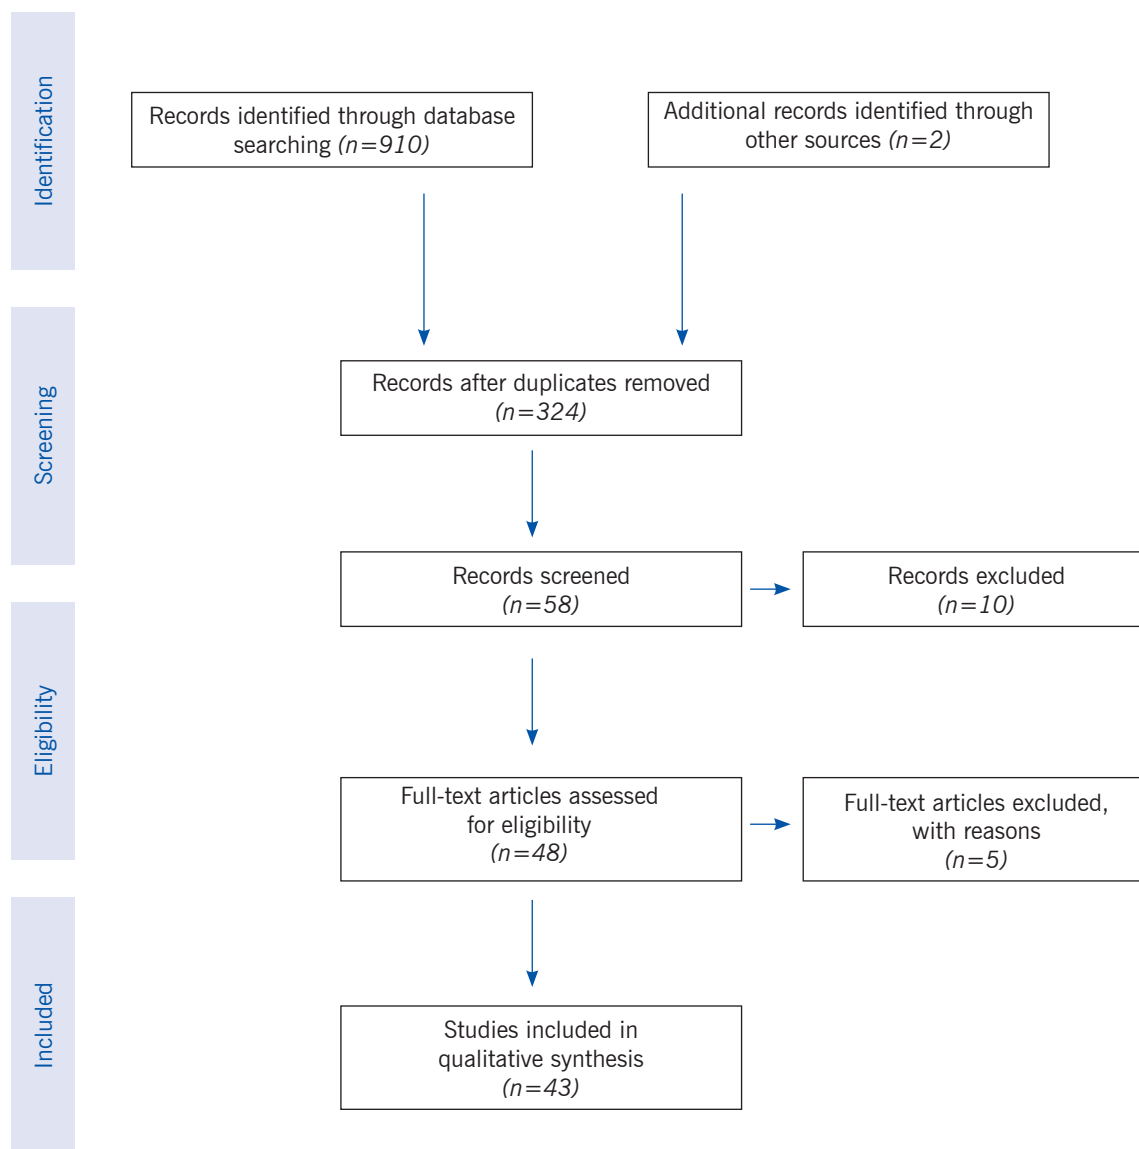 Identification
Records identified through database
searching (n=910)
Additional records identified through
other sources (n=2)
Screening
Records after duplicates removed
(n=324)
Records screened
(n=58)
Records excluded
(n=10)
Eligibility
Full-text articles assessed
for eligibility
(n=48)
Full-text articles excluded,
with reasons
(n=5)
Included
Studies included in
qualitative synthesis
(n=43)